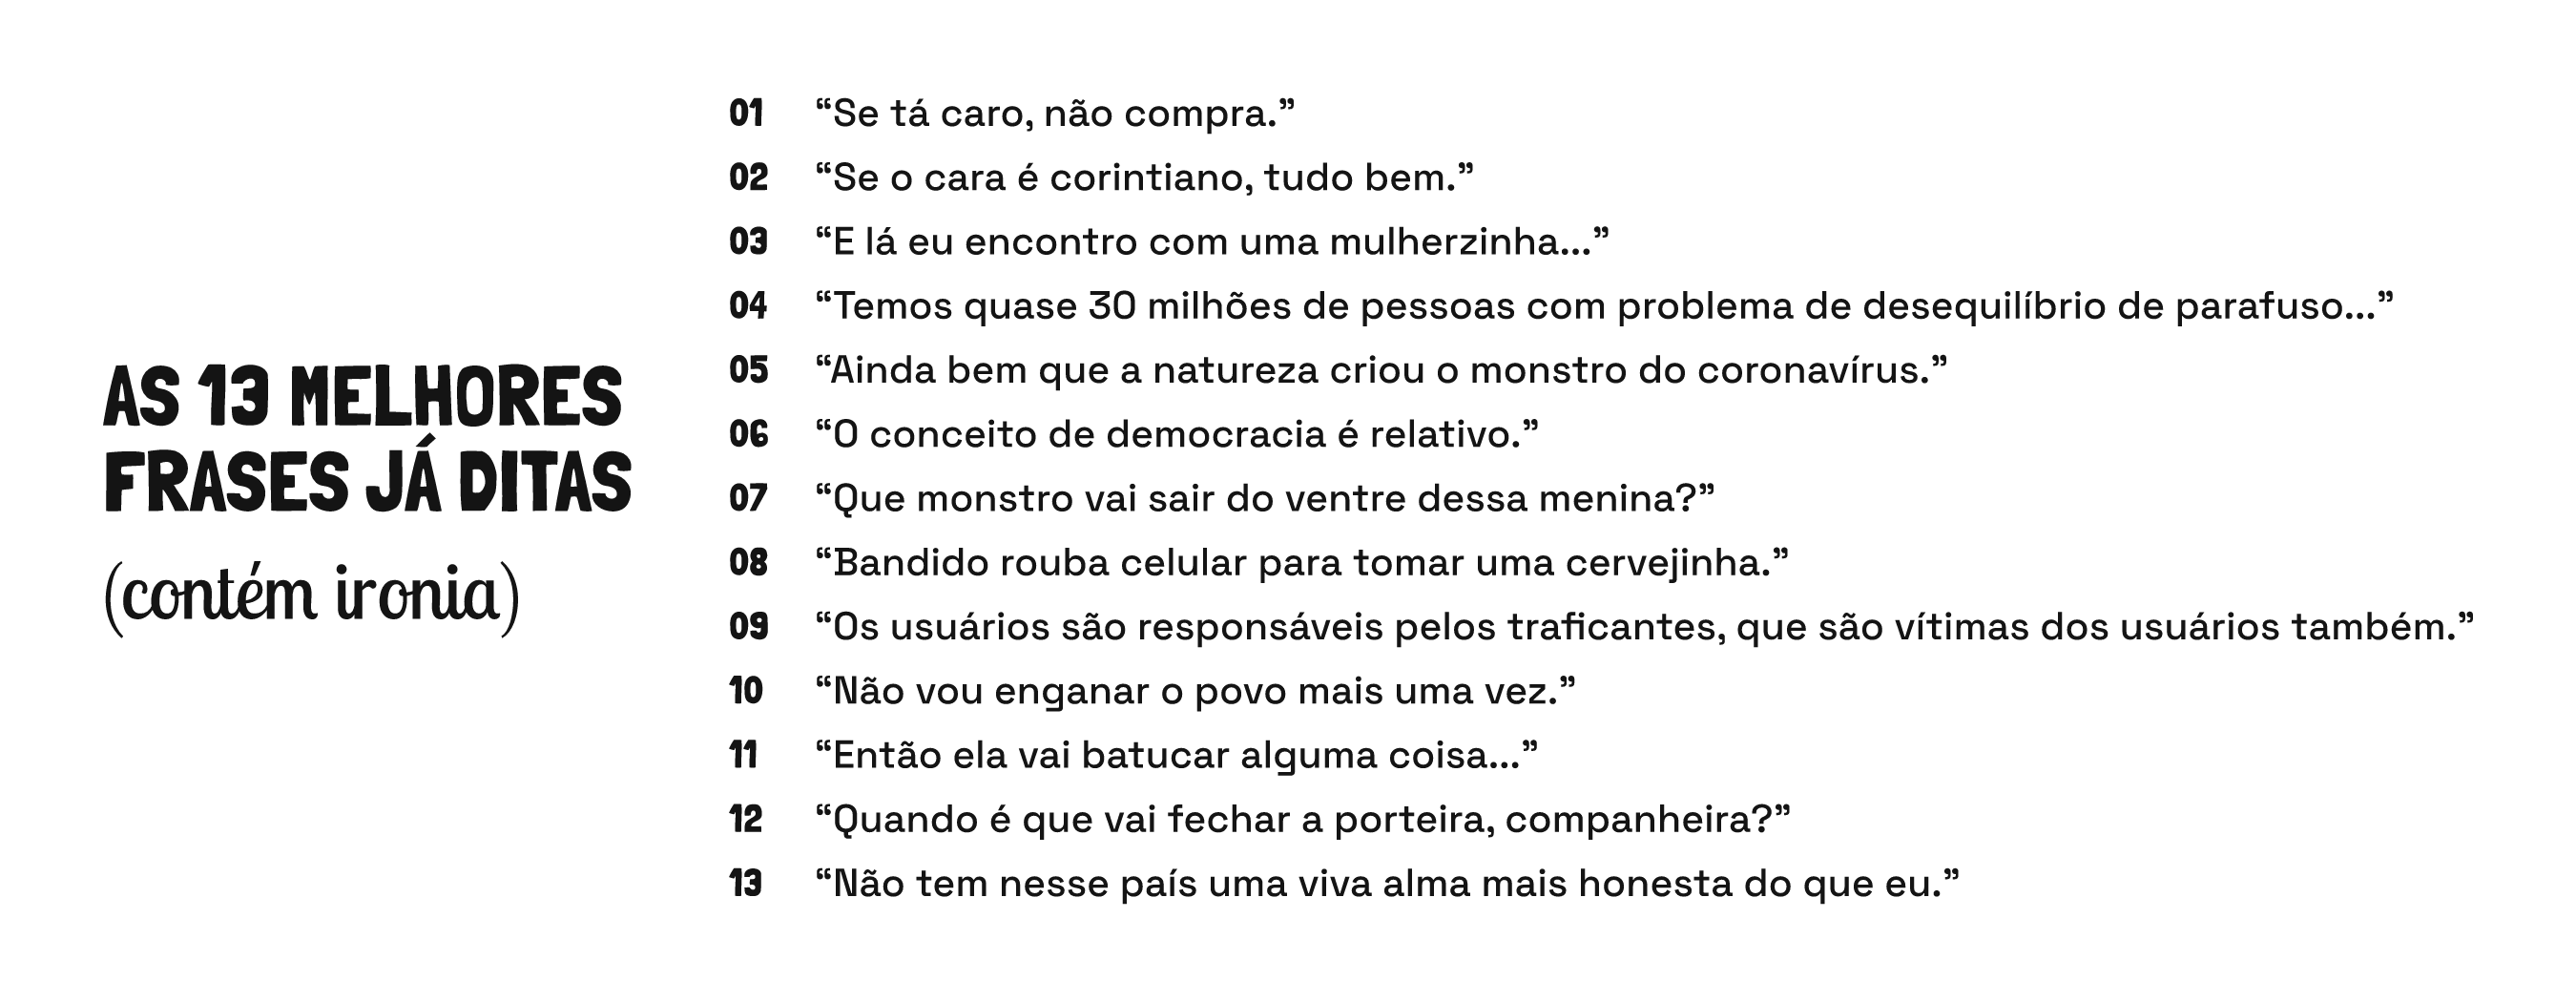 AS 13 MELHORES
FRASES JÁ DITAS
(contém ironia)
01 “Se tá caro, não compra.”
02 “Se o cara é corintiano, tudo bem.”
03 “E lá eu encontro com uma mulherzinha...”
04 “Temos quase 30 milhões de pessoas com problema de desequilíbrio de parafuso...”
05 “Ainda bem que a natureza criou o monstro do coronavírus.”
06 “O conceito de democracia é relativo.”
07 “Que monstro vai sair do ventre dessa menina?”
08 “Bandido rouba celular para tomar uma cervejinha.”
09 “Os usuários são responsáveis pelos traficantes, que são vítimas dos usuários também.”
10 “Não vou enganar o povo mais uma vez.”
11 “Então ela vai batucar alguma coisa...”
12 “Quando é que vai fechar a porteira, companheira?”
13 “Não tem nesse país uma viva alma mais honesta do que eu.”